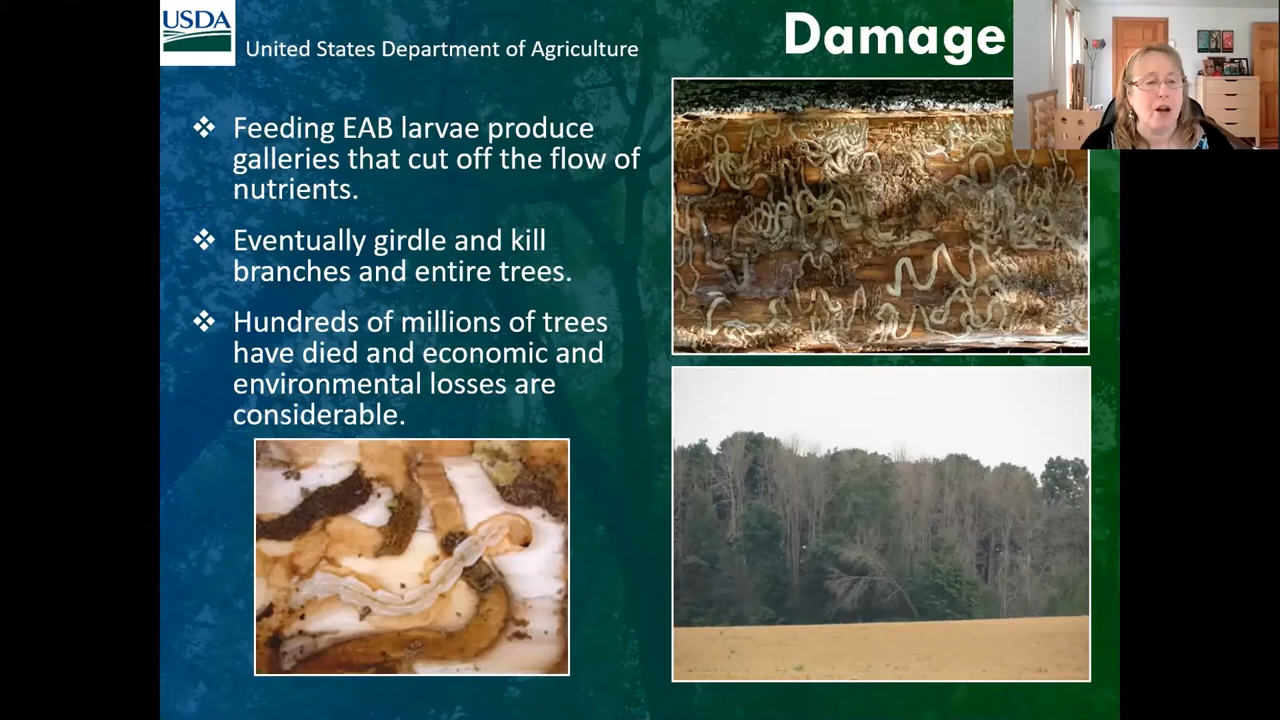 USDA
United States Department of Agriculture
Damage
❖ Feeding EAB larvae produce
galleries that cut off the flow of
nutrients.
❖ Eventually girdle and kill
branches and entire trees.
❖ Hundreds of millions of trees
have died and economic and
environmental losses are
considerable.